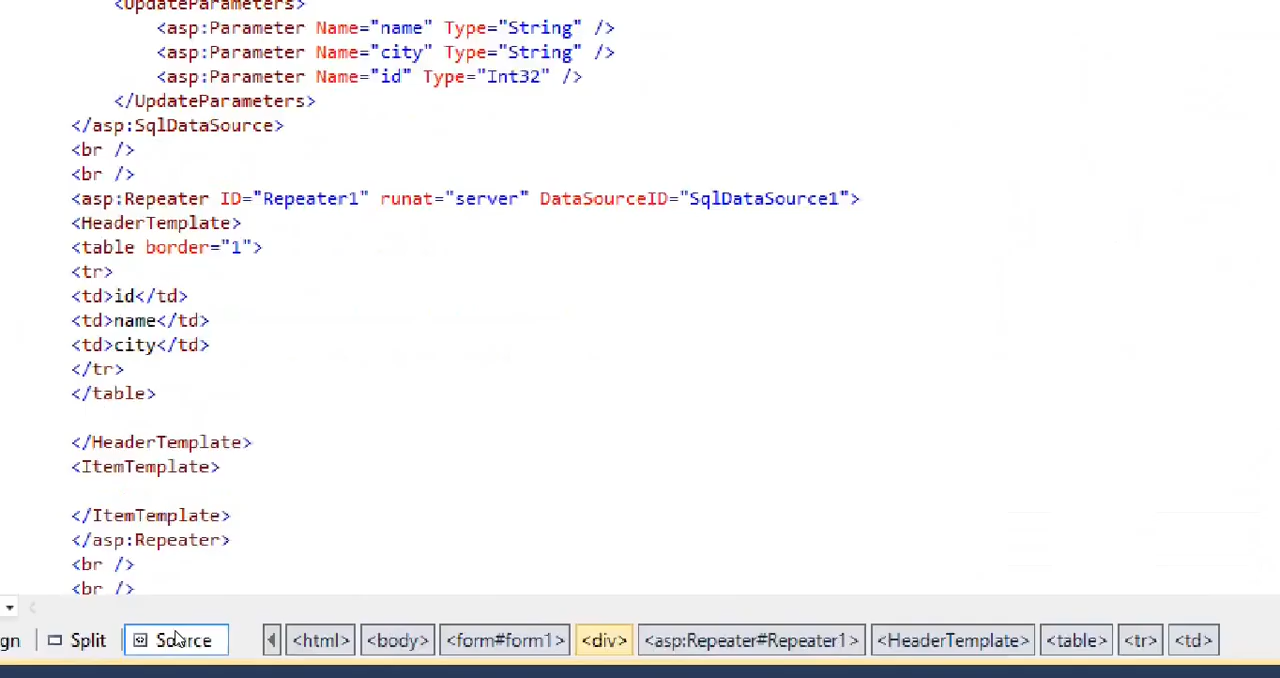 <UpdateParameters>
<asp:Parameter Name="name" Type="String" />
<asp:Parameter Name="city" Type="String" />
<asp:Parameter Name="id" Type="Int32" />
</UpdateParameters>
</asp:SqlDataSource>
<br />
<br />
<asp:Repeater ID="Repeater1" runat="server" DataSourceID="SqlDataSource1">
<HeaderTemplate>
<table border="1">
<tr>
<td>id</td>
<td>name</td>
<td>city</td>
</tr>
</table>
</HeaderTemplate>
<ItemTemplate>
</ItemTemplate>
</asp:Repeater>
<br />
<br />
gn Split Source <html> <body> <form#form1> <div> <asp:Repeater#Repeater1> <HeaderTemplate> <table> <tr> <td>